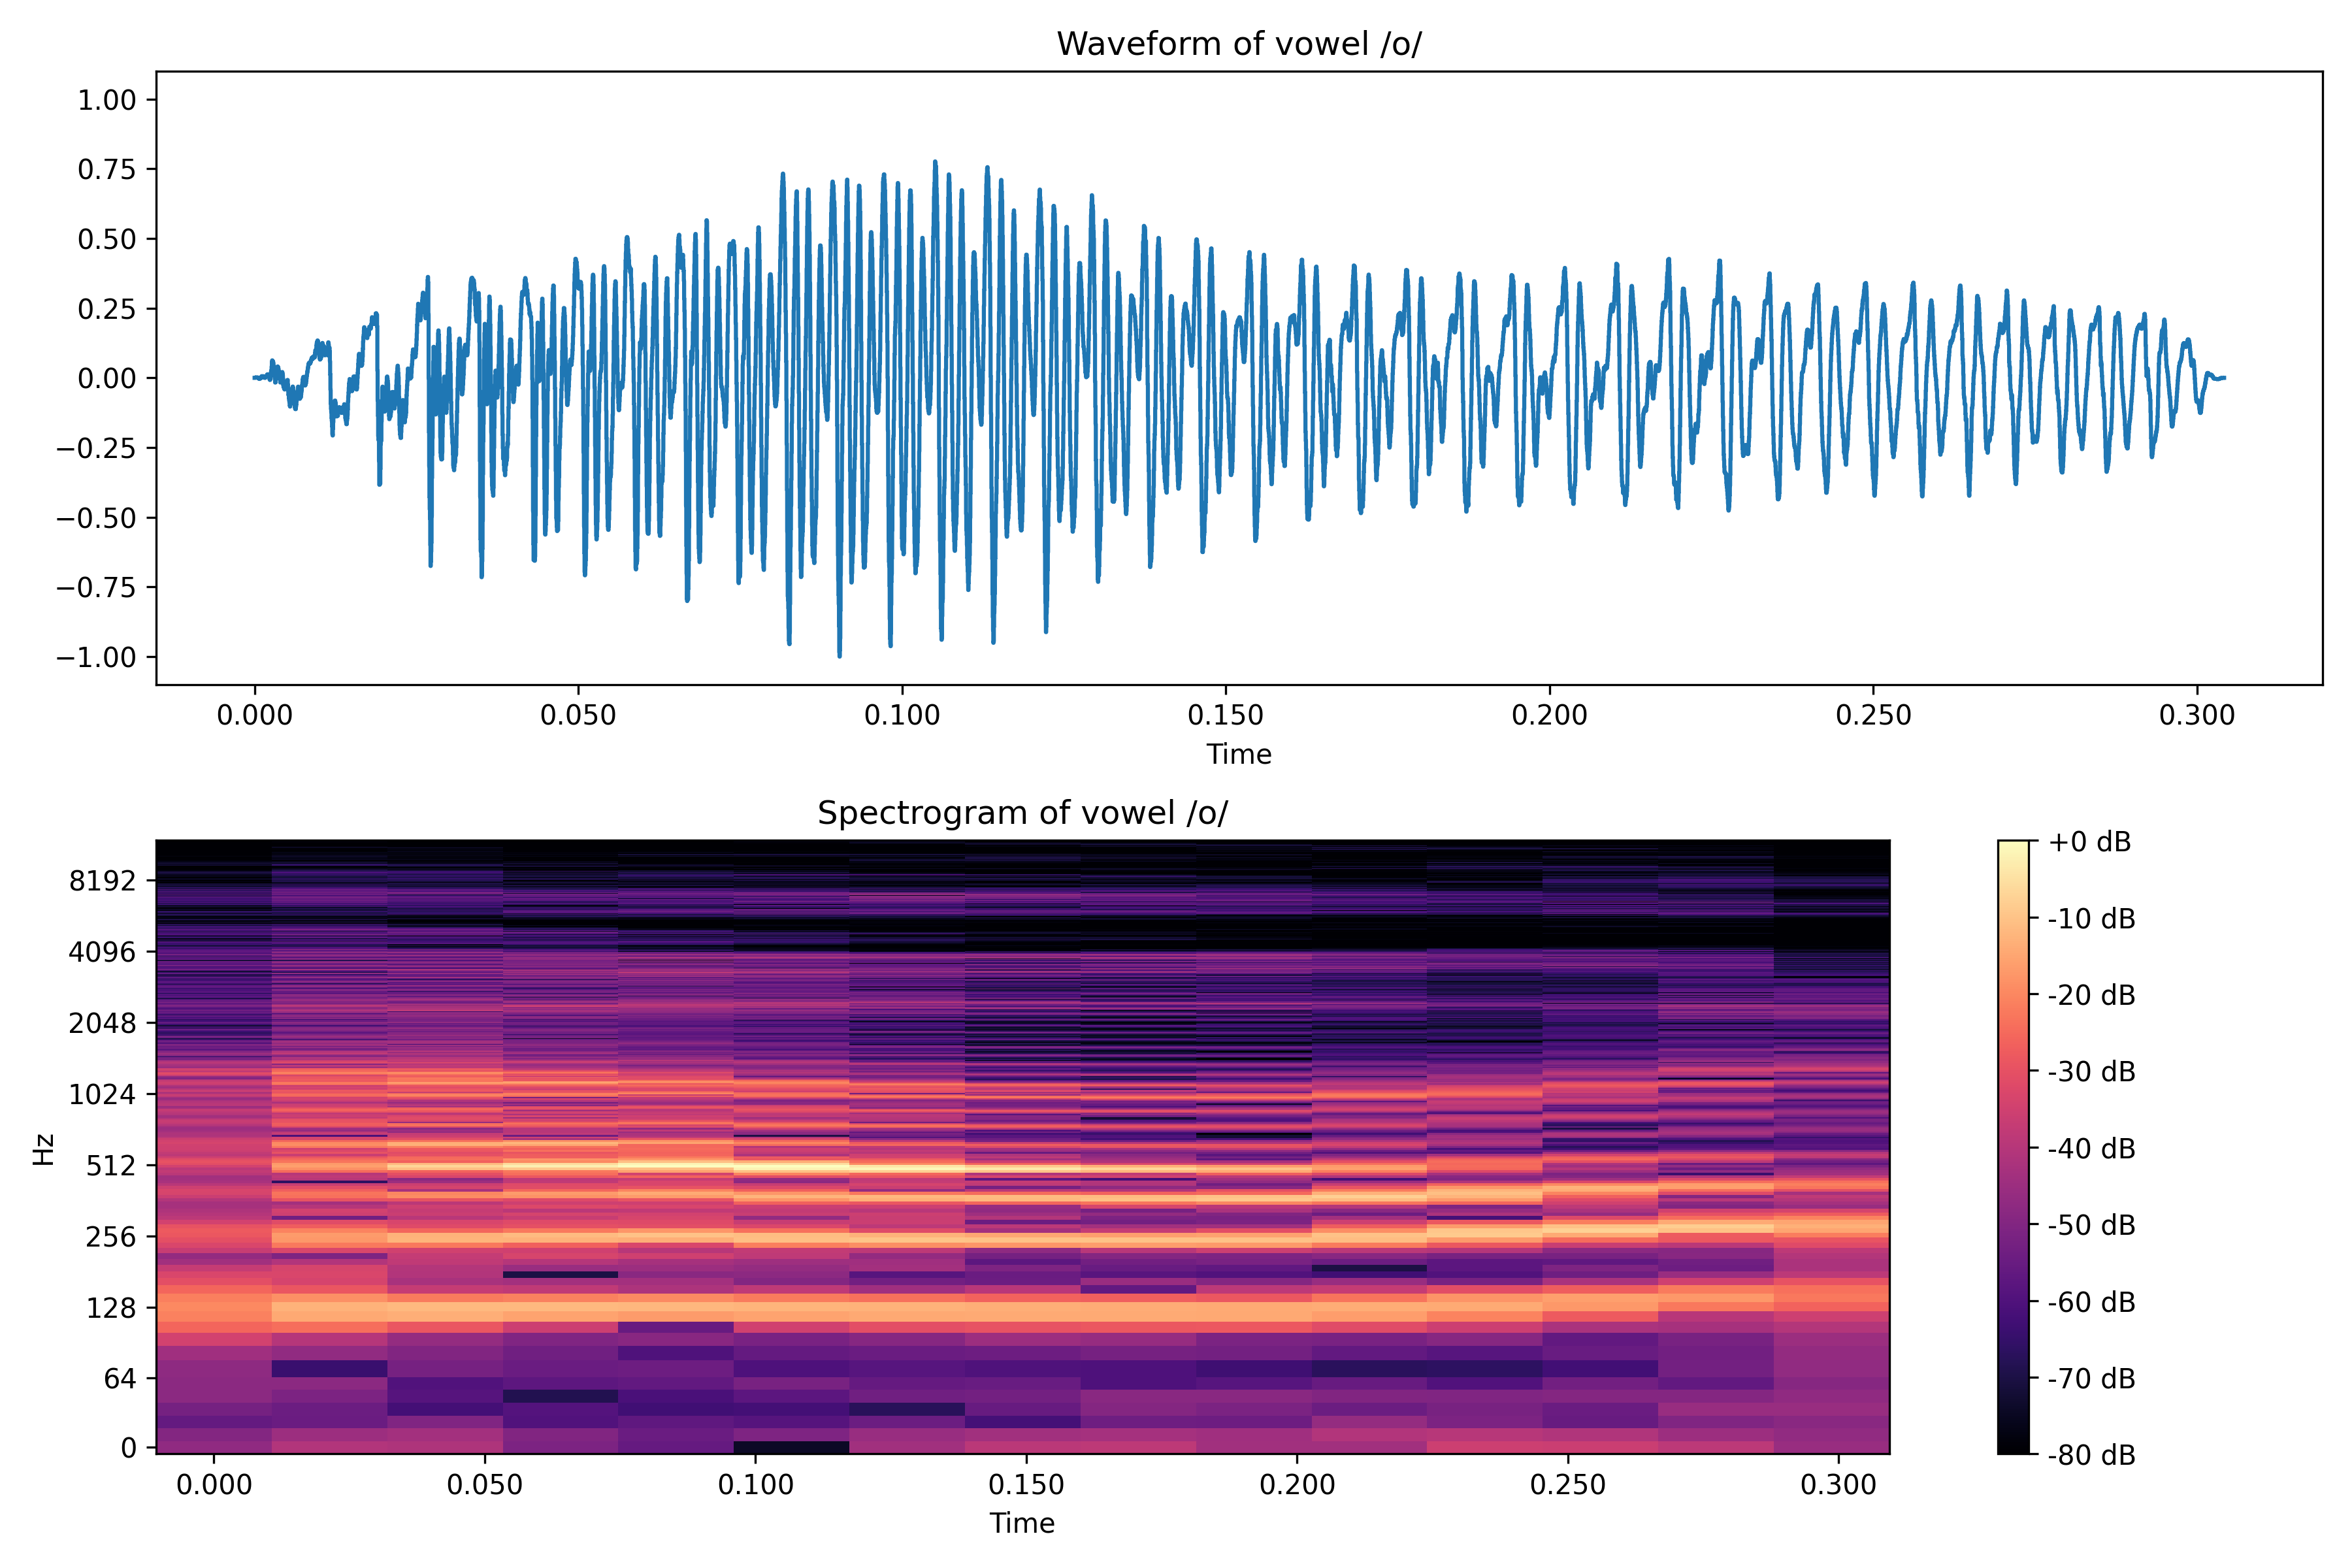 Waveform of vowel /o/
1.00
0.75
0.50
0.25
0.00
−0.25
−0.50
−0.75
−1.00
0.000 0.050 0.100 0.150 0.200 0.250 0.300
Time
Spectrogram of vowel /o/
8192
4096
2048
1024
512
256
128
64
0
Hz
0.000 0.050 0.100 0.150 0.200 0.250 0.300
Time
+0 dB
-10 dB
-20 dB
-30 dB
-40 dB
-50 dB
-60 dB
-70 dB
-80 dB